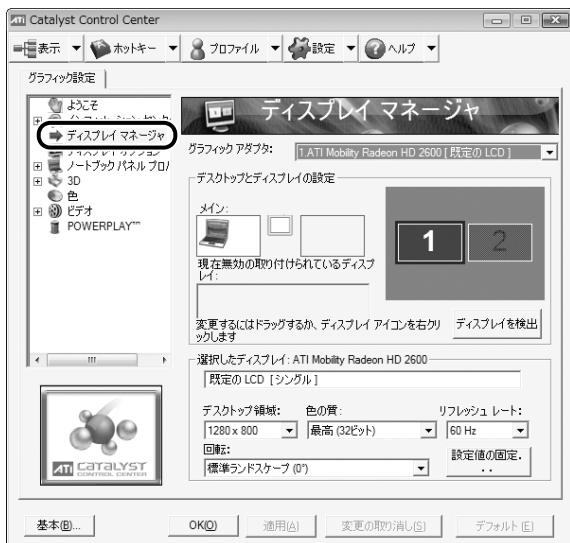 Catalyst Control Center
表示 ホットキー プロファイル 設定 ヘルプ
グラフィック設定
ようこそ
ディスプレイ マネージャ
ノートブック パネル プロ
3D
色
ビデオ
POWERPLAY™
ATI CATALYST
CONTROL CENTER
ディスプレイ マネージャ
グラフィック アダプタ: 1.ATI Mobility Radeon HD 2600 [ 既定の LCD ]
デスクトップとディスプレイの設定
メイン:
1 2
現在無効の取り付けられているディスプ
レイ:
変更するにはドラッグするか、ディスプレイ アイコンを右クリ
ックします
ディスプレイを検出
選択したディスプレイ: ATI Mobility Radeon HD 2600
既定の LCD [シングル]
デスクトップ領域: 色の質: リフレッシュ レート:
1280 x 800 最高 (32ビット) 60 Hz
回転:
標準ランドスケープ (0°)
設定値の固定.
. .
基本(B)... OK(O) 適用(A) 変更の取り消し(S) デフォルト(E)